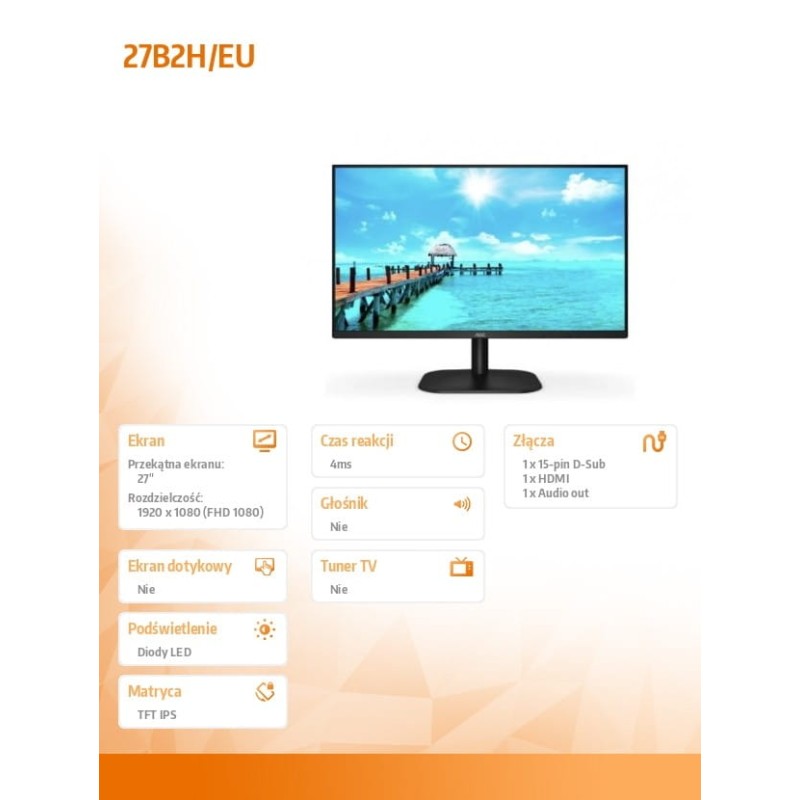 27B2H/EU
Ekran
Przekątna ekranu:
27"
Rozdzielczość:
1920 x 1080 (FHD 1080)
Ekran dotykowy
Nie
Podświetlenie
Diody LED
Matryca
TFT IPS
Czas reakcji
4ms
Głośnik
Nie
Tuner TV
Nie
Złącza
1 x 15-pin D-Sub
1 x HDMI
1 x Audio out